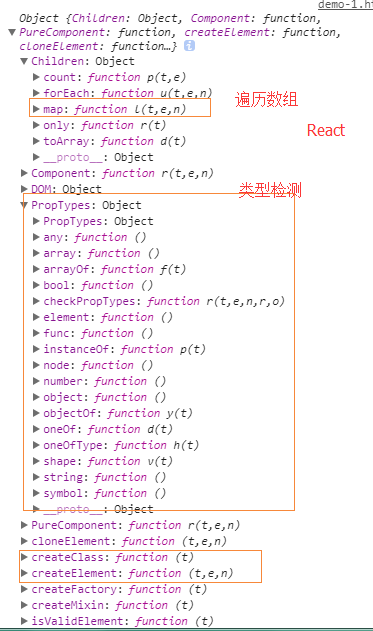 demo-1.h
Object {Children: Object, Component: function,
PureComponent: function, createElement: function,
cloneElement: function…} i
Children: Object
count: function p(t,e)
forEach: function u(t,e,n)
map: function l(t,e,n)
遍历数组
only: function r(t)
React
toArray: function d(t)
__proto__: Object
Component: function r(t,e,n)
DOM: Object
类型检测
PropTypes: Object
PropTypes: Object
any: function ()
array: function ()
arrayOf: function f(t)
bool: function ()
checkPropTypes: function r(t,e,n,r,o)
element: function ()
func: function ()
instanceOf: function p(t)
node: function ()
number: function ()
object: function ()
objectOf: function y(t)
oneOf: function d(t)
oneOfType: function h(t)
shape: function v(t)
string: function ()
symbol: function ()
__proto__: Object
PureComponent: function r(t,e,n)
cloneElement: function (t,e,n)
createClass: function (t)
createElement: function (t,e,n)
createFactory: function (t)
createMixin: function (t)
isValidElement: function (t)